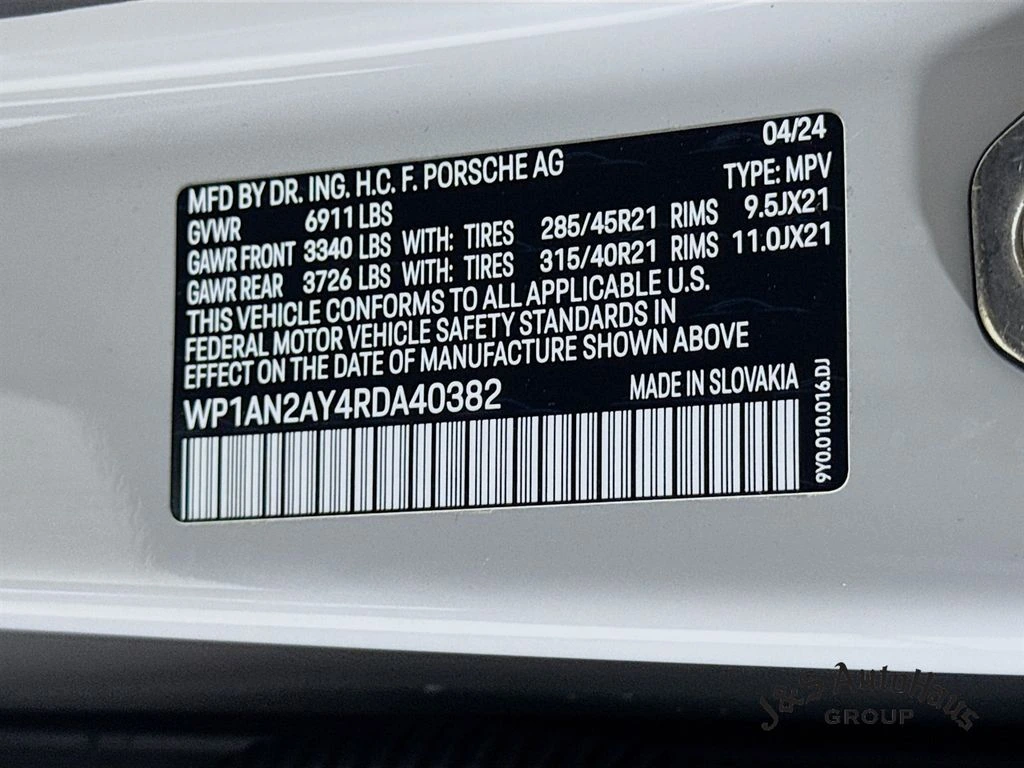 04/24
MFD BY DR. ING. H.C. F. PORSCHE AG TYPE: MPV
GVWR 6911 LBS
GAWR FRONT 3340 LBS WITH: TIRES 285/45R21 RIMS 9.5JX21
GAWR REAR 3726 LBS WITH: TIRES 315/40R21 RIMS 11.0JX21
THIS VEHICLE CONFORMS TO ALL APPLICABLE U.S.
FEDERAL MOTOR VEHICLE SAFETY STANDARDS IN
EFFECT ON THE DATE OF MANUFACTURE SHOWN ABOVE
WP1AN2AY4RDA40382 MADE IN SLOVAKIA
9Y0.010.016.DJ
J&S AutoHaus
GROUP